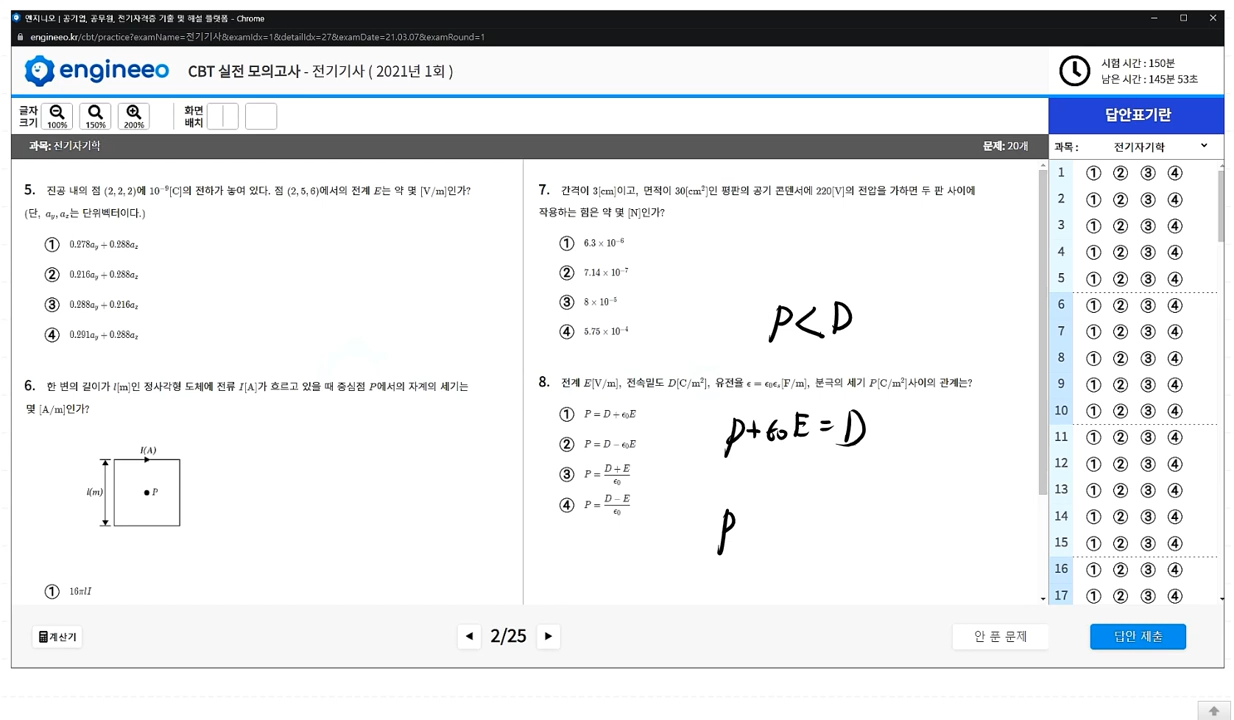 엔지니오 | 공기업, 공무원, 전기자격증 기출 및 해설 플랫폼 - Chrome
engineeo.kr/cbt/practice?examName=전기기사&examIdx=1&detailIdx=27&examDate=21.03.07&examRound=1
engineeo CBT 실전 모의고사 - 전기기사 ( 2021년 1회 )
시험 시간 : 150분
남은 시간 : 145분 53초
글자 크기 100% 150% 200% 화면 배치
답안표기란
과목: 전기자기학 문제: 20개
과목 : 전기자기학
5. 진공 내의 점 (2, 2, 2)에 10⁻⁹[C]의 전하가 놓여 있다. 점 (2, 5, 6)에서의 전계 E는 약 몇 [V/m]인가?
(단, a_y, a_z는 단위벡터이다.)
① 0.278a_y + 0.288a_z
② 0.216a_y + 0.288a_z
③ 0.288a_y + 0.216a_z
④ 0.291a_y + 0.288a_z
6. 한 변의 길이가 l[m]인 정사각형 도체에 전류 I[A]가 흐르고 있을 때 중심점 P에서의 자계의 세기는
몇 [A/m]인가?
I(A)
l(m)
P
① 16πlI
7. 간격이 3[cm]이고, 면적이 30[cm²]인 평판의 공기 콘덴서에 220[V]의 전압을 가하면 두 판 사이에
작용하는 힘은 약 몇 [N]인가?
① 6.3 × 10⁻⁶
② 7.14 × 10⁻⁷
③ 8 × 10⁻⁵
④ 5.75 × 10⁻⁴
P < D
8. 전계 E[V/m], 전속밀도 D[C/m²], 유전율 ϵ = ϵ₀ϵₛ[F/m], 분극의 세기 P[C/m²]사이의 관계는?
① P = D + ϵ₀E
② P = D − ϵ₀E
③ P = (D + E)/ϵ₀
④ P = (D − E)/ϵ₀
P + ϵ₀E = D
P
1 ① ② ③ ④
2 ① ② ③ ④
3 ① ② ③ ④
4 ① ② ③ ④
5 ① ② ③ ④
6 ① ② ③ ④
7 ① ② ③ ④
8 ① ② ③ ④
9 ① ② ③ ④
10 ① ② ③ ④
11 ① ② ③ ④
12 ① ② ③ ④
13 ① ② ③ ④
14 ① ② ③ ④
15 ① ② ③ ④
16 ① ② ③ ④
17 ① ② ③ ④
계산기 ◀ 2/25 ▶ 안 푼 문제 답안 제출